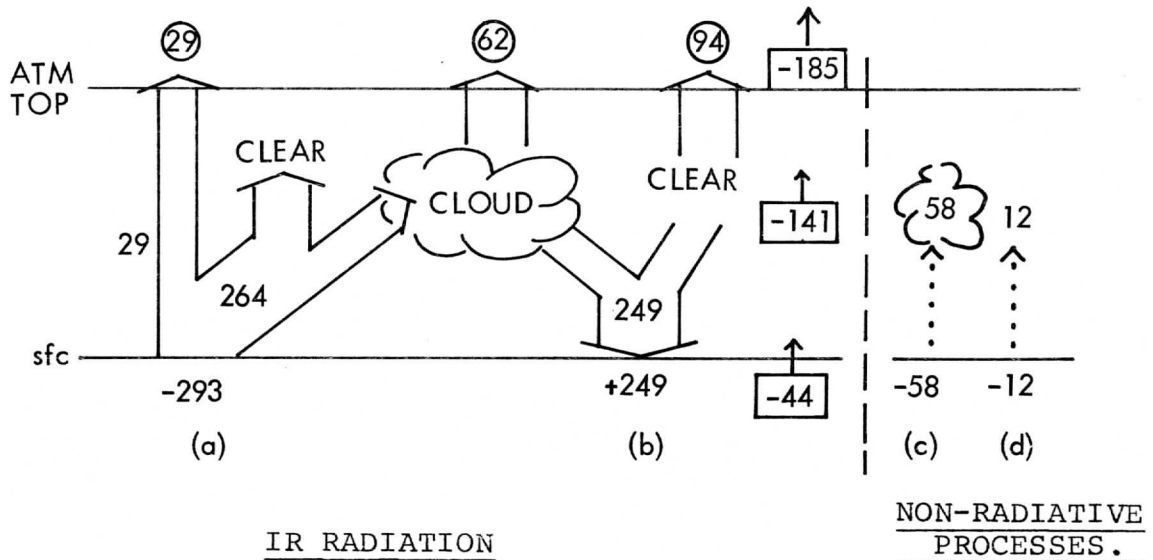 29 62 94 -185
ATM
TOP
CLEAR
CLOUD
CLEAR
-141
58
12
29
264
249
sfc
-293 +249 -44 -58 -12
(a) (b) (c) (d)
IR RADIATION
NON-RADIATIVE
PROCESSES.